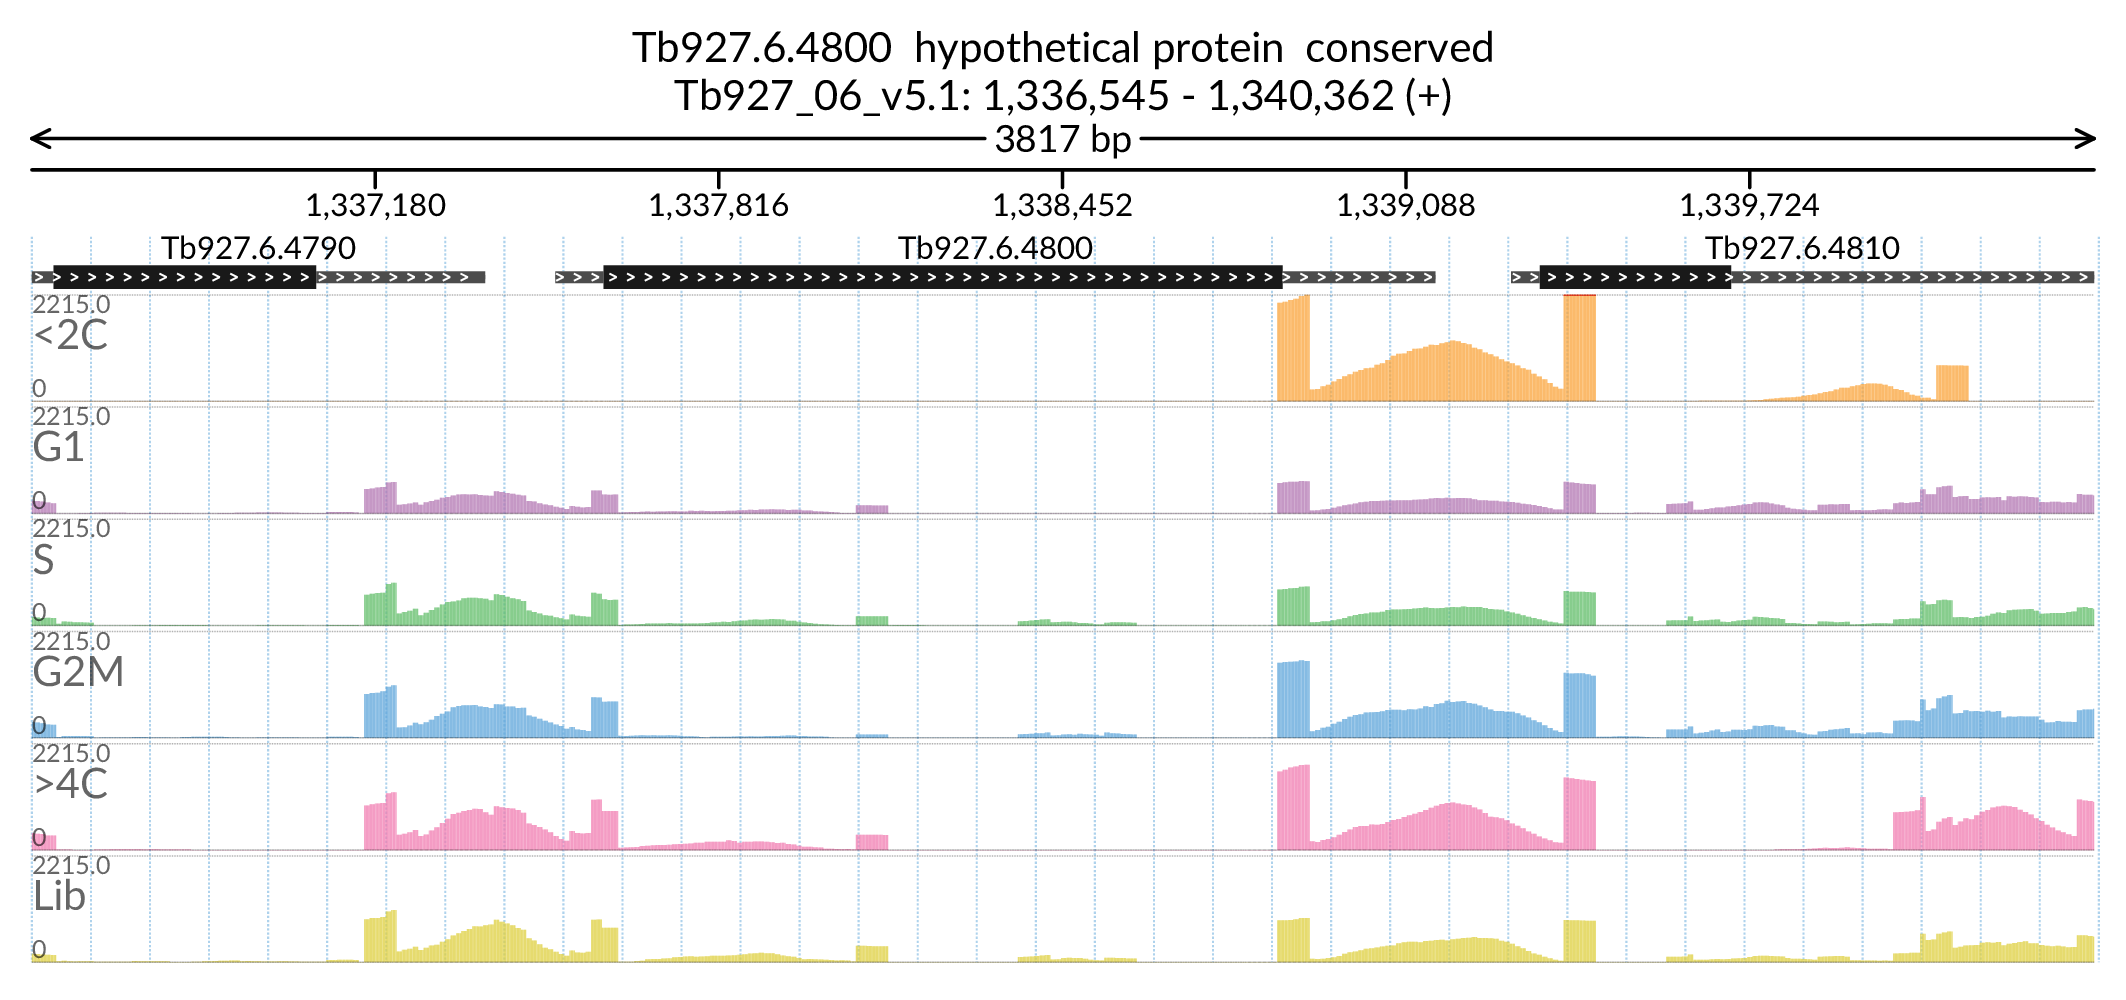 Tb927.6.4800 hypothetical protein conserved
Tb927_06_v5.1: 1,336,545 - 1,340,362 (+)
3817 bp
1,337,180 1,337,816 1,338,452 1,339,088 1,339,724
Tb927.6.4790 Tb927.6.4800 Tb927.6.4810
2215.0
<2C
0
2215.0
G1
0
2215.0
S
0
2215.0
G2M
0
2215.0
>4C
0
2215.0
Lib
0